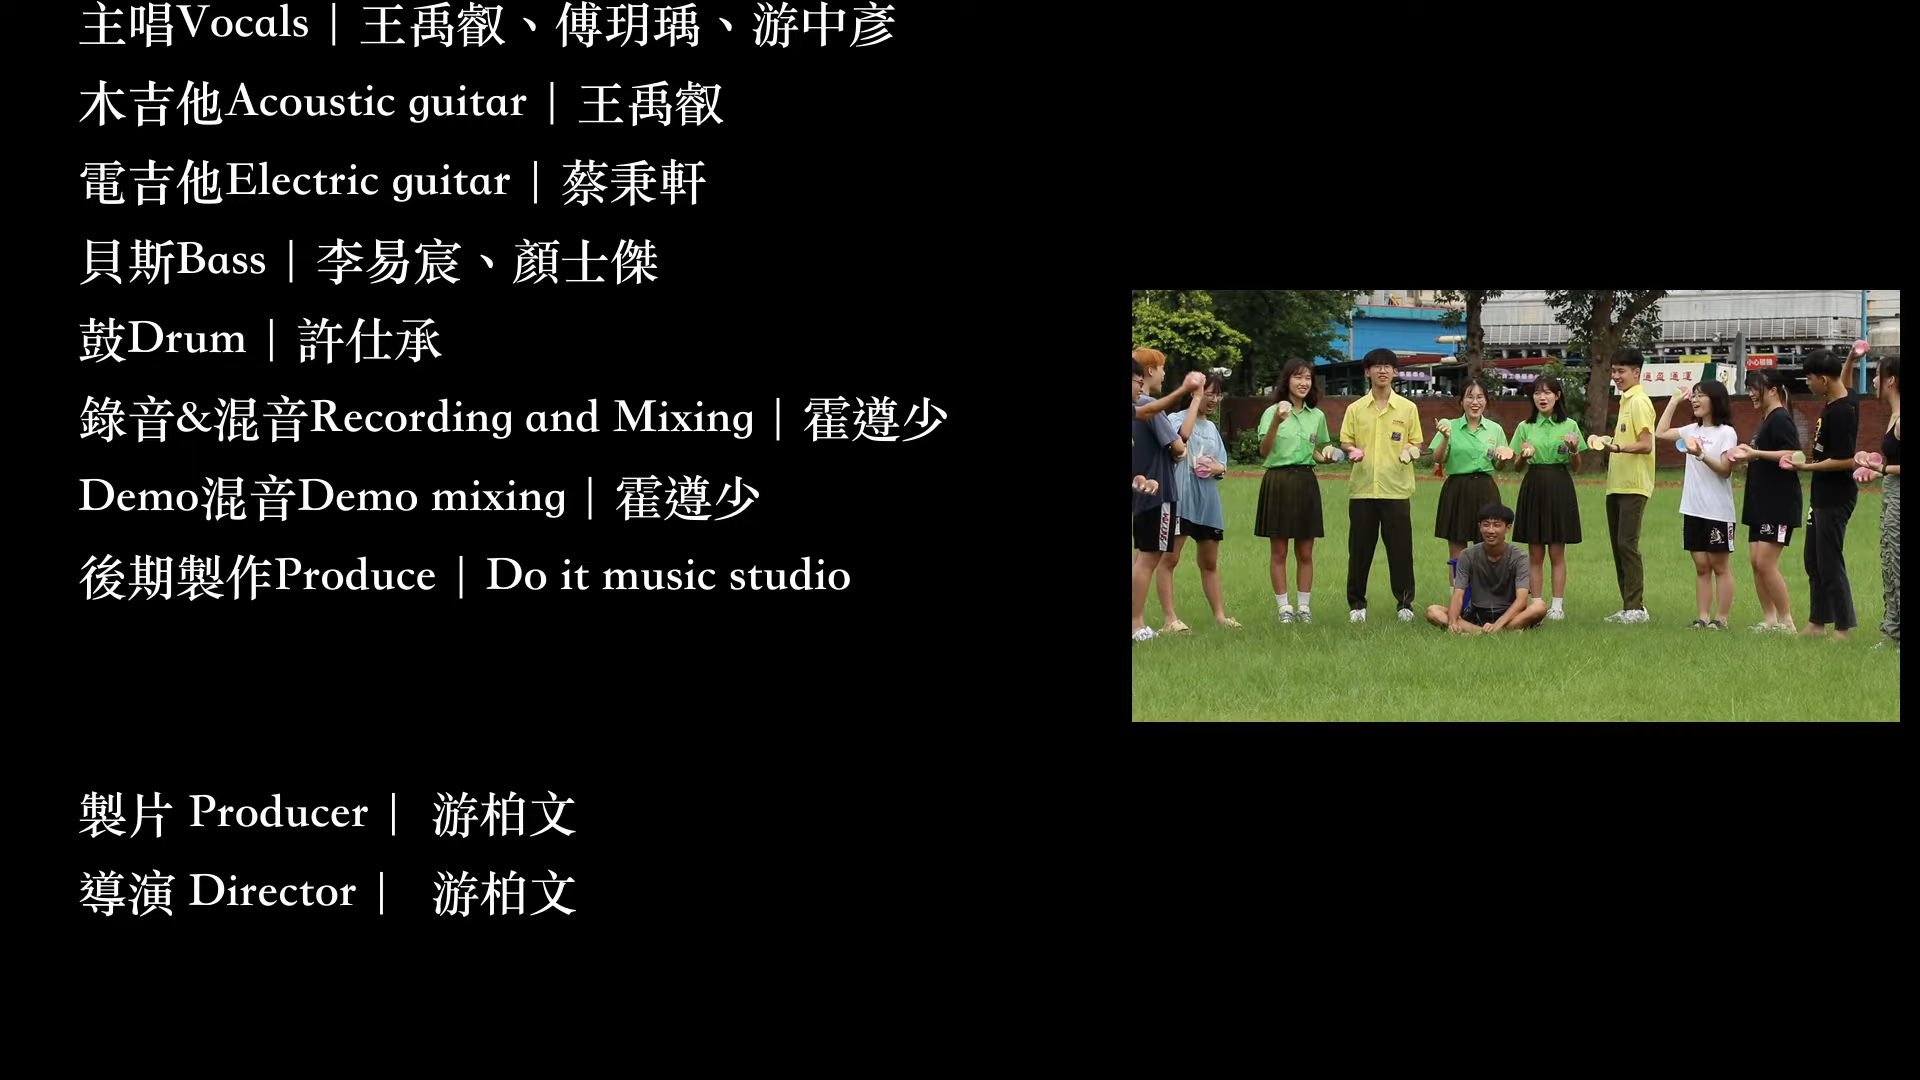 主唱Vocals｜王禹叡、傅玥瑀、游中彥
木吉他Acoustic guitar｜王禹叡
電吉他Electric guitar｜蔡秉軒
貝斯Bass｜李易宸、顏士傑
鼓Drum｜許仕承
錄音&混音Recording and Mixing｜霍遵少
Demo混音Demo mixing｜霍遵少
後期製作Produce｜Do it music studio
小心碰機
製片 Producer｜ 游柏文
導演 Director｜ 游柏文